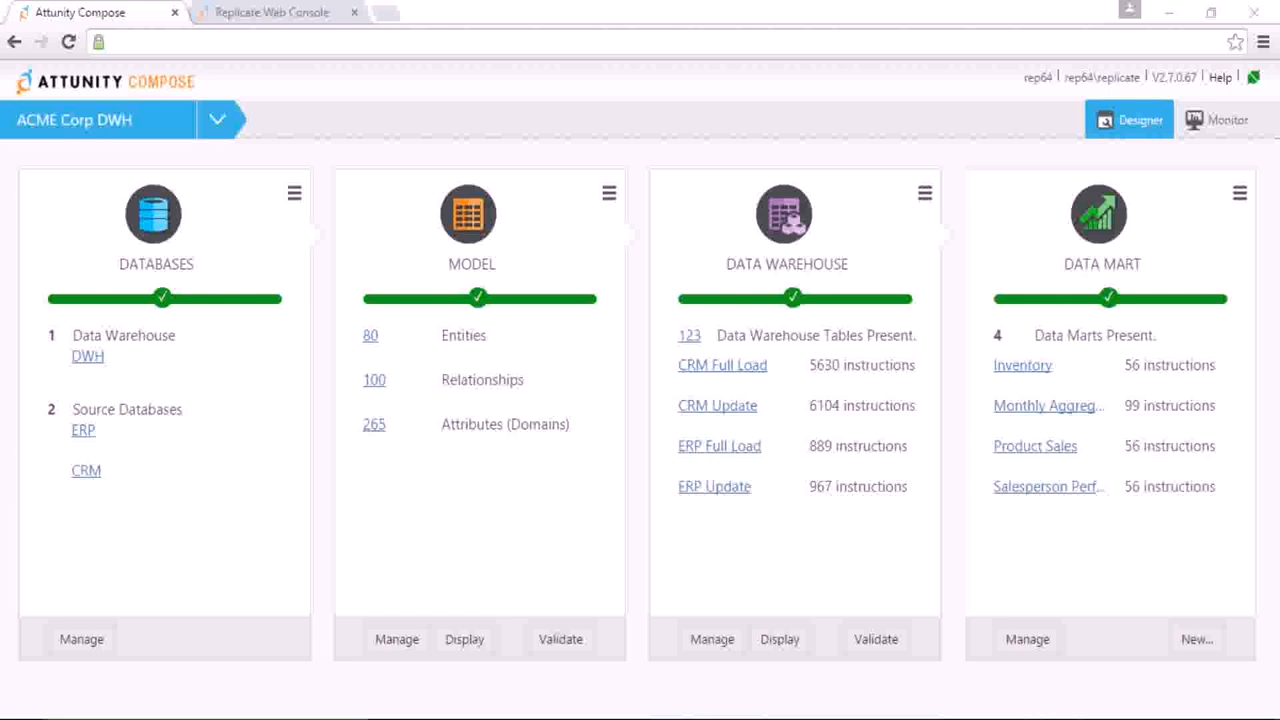 Attunity Compose
Replicate Web Console
ATTUNITY COMPOSE
rep64 | rep64\replicate | V2.7.0.67 | Help |
ACME Corp DWH
Designer
Monitor
DATABASES
1 Data Warehouse
DWH
2 Source Databases
ERP
CRM
Manage
MODEL
80 Entities
100 Relationships
265 Attributes (Domains)
Manage Display Validate
DATA WAREHOUSE
123 Data Warehouse Tables Present.
CRM Full Load 5630 instructions
CRM Update 6104 instructions
ERP Full Load 889 instructions
ERP Update 967 instructions
Manage Display Validate
DATA MART
4 Data Marts Present.
Inventory 56 instructions
Monthly Aggreg... 99 instructions
Product Sales 56 instructions
Salesperson Perf... 56 instructions
Manage New...